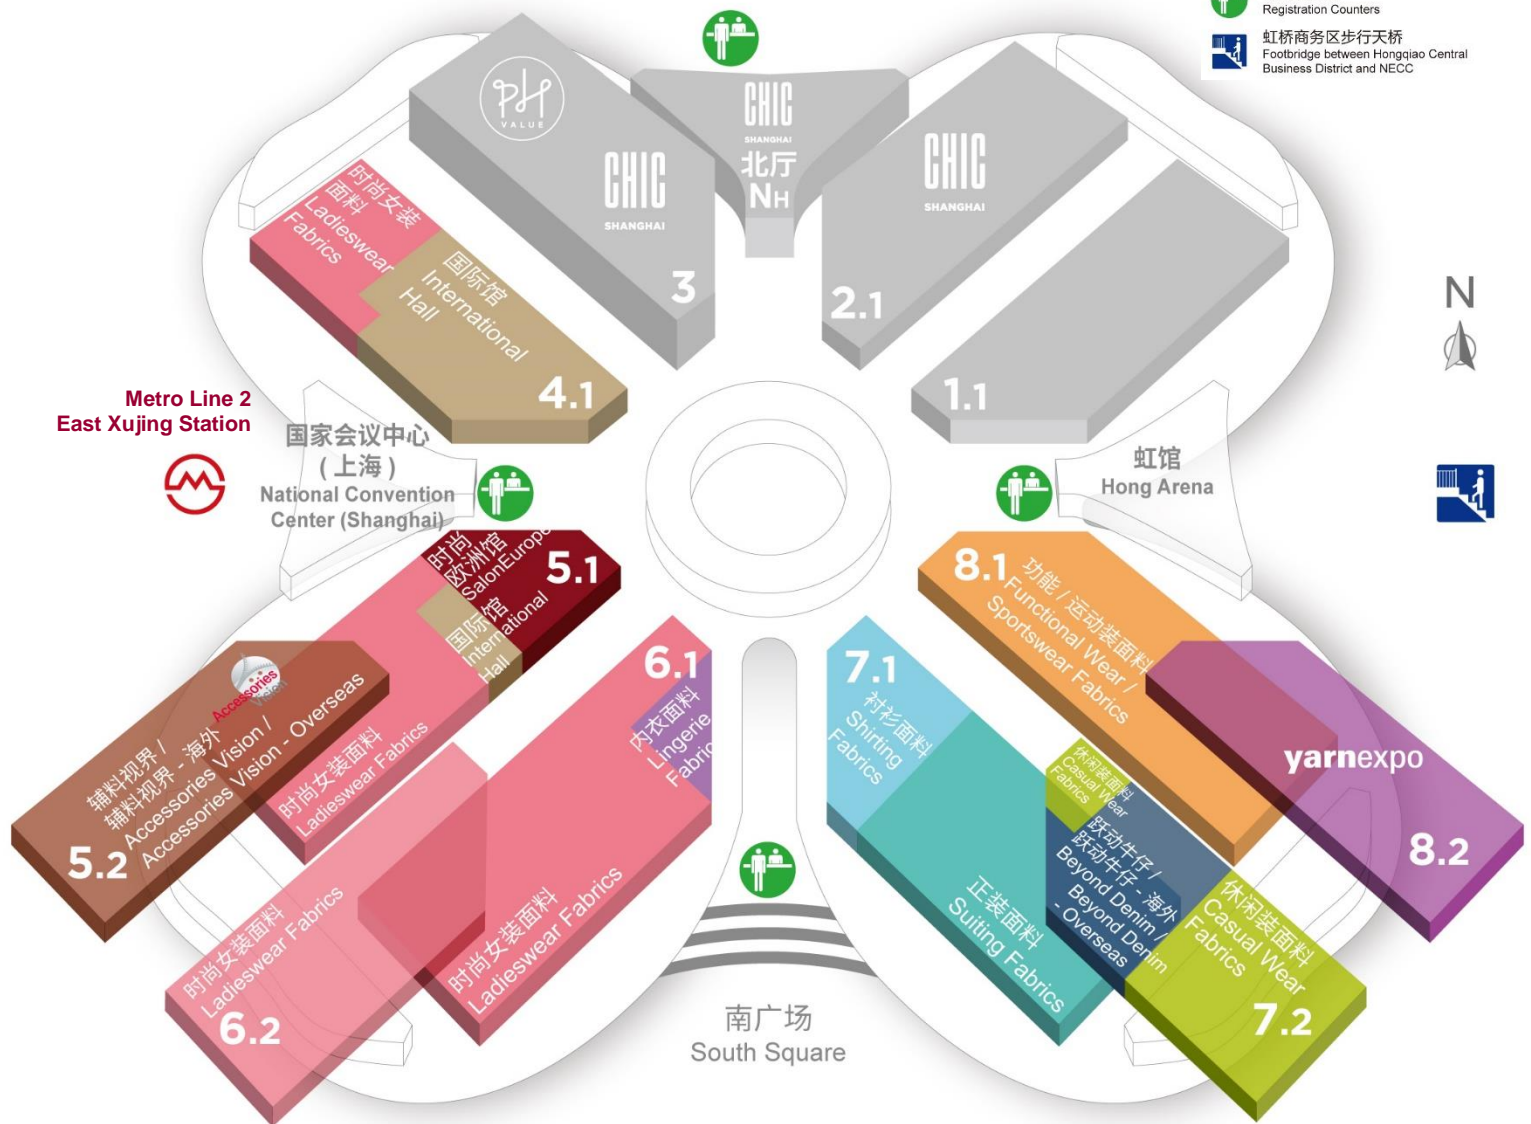 Registration Counters
虹桥商务区步行天桥
Footbridge between Hongqiao Central
Business District and NECC
PH
VALUE
CHIC
SHANGHAI
3
CHIC
SHANGHAI
北厅
NH
CHIC
SHANGHAI
2.1
1.1
时尚女装
面料
Ladieswear
Fabrics
国际馆
International
Hall
4.1
N
Metro Line 2
East Xujing Station
国家会议中心
(上海)
National Convention
Center (Shanghai)
虹馆
Hong Arena
时尚
欧洲馆
SalonEurope
5.1
国际馆
International
Hall
时尚女装面料
Ladieswear Fabrics
Accessories
Vision
辅料视界 /
辅料视界 - 海外
Accessories Vision /
Accessories Vision - Overseas
5.2
6.1
内衣面料
Lingerie
Fabric
时尚女装面料
Ladieswear Fabrics
时尚女装面料
Ladieswear Fabrics
6.2
7.1
衬衫面料
Shirting
Fabrics
正装面料
Suiting Fabrics
8.1
功能 / 运动装面料
Functional Wear /
Sportswear Fabrics
yarnexpo
8.2
休闲装面料
Casual Wear
Fabrics
跃动牛仔 /
跃动牛仔 - 海外
Beyond Denim /
Beyond Denim
- Overseas
休闲装面料
Casual Wear
Fabrics
7.2
南广场
South Square